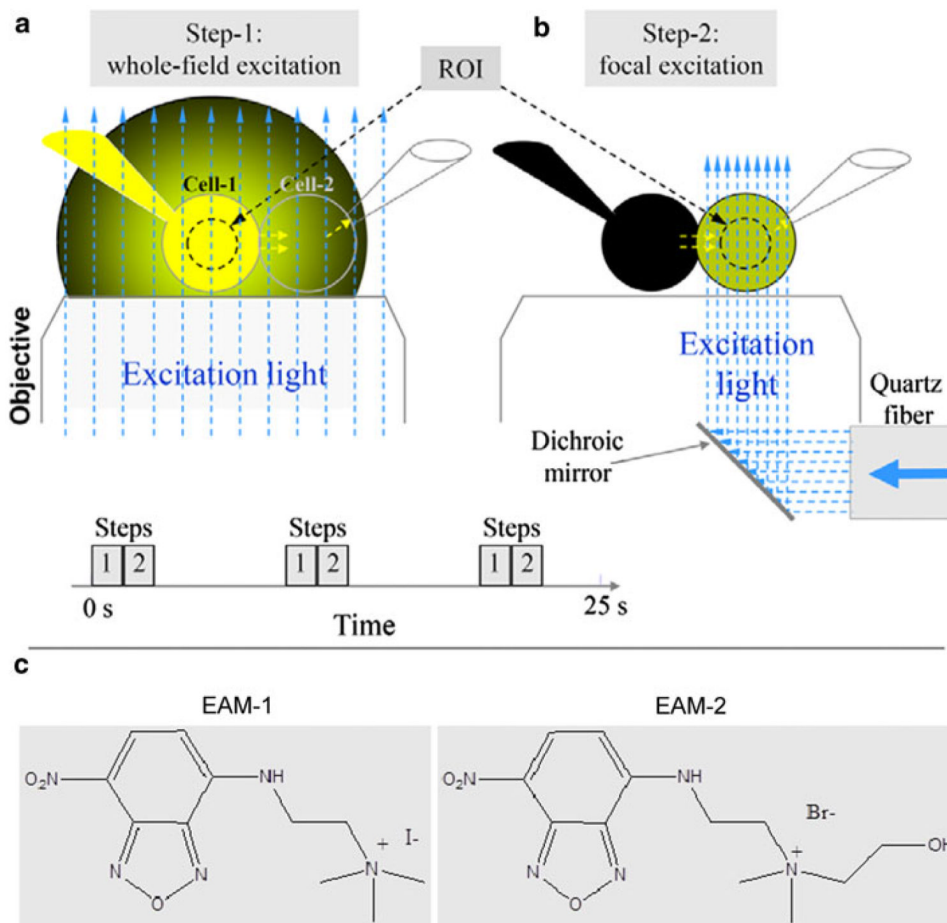 a
Step-1:
whole-field excitation
ROI
b
Step-2:
focal excitation
Cell-1
Cell-2
Objective
Excitation light
Excitation
light
Quartz
fiber
Dichroic
mirror
Steps
1 2
Steps
1 2
Steps
1 2
0 s
Time
25 s
c
EAM-1
O₂N
NH
N
O
N
N
+
I-
EAM-2
O₂N
NH
N
O
N
Br-
N
+
OH